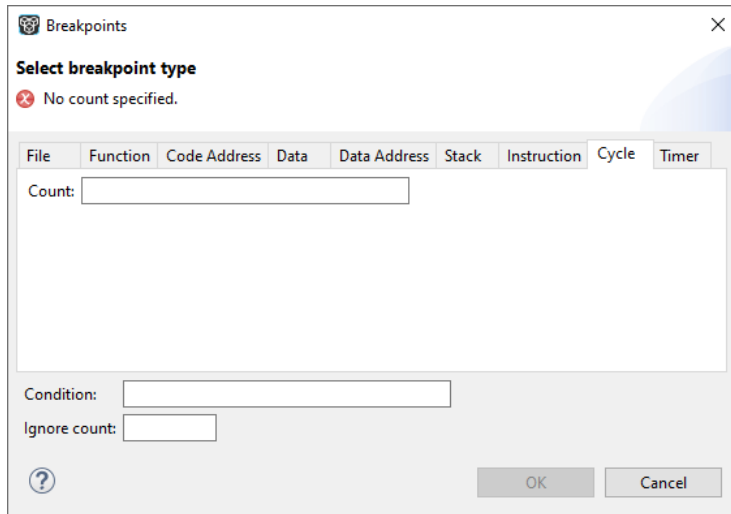 Breakpoints
Select breakpoint type
No count specified.
File Function Code Address Data Data Address Stack Instruction Cycle Timer
Count:
Condition:
Ignore count:
? OK Cancel